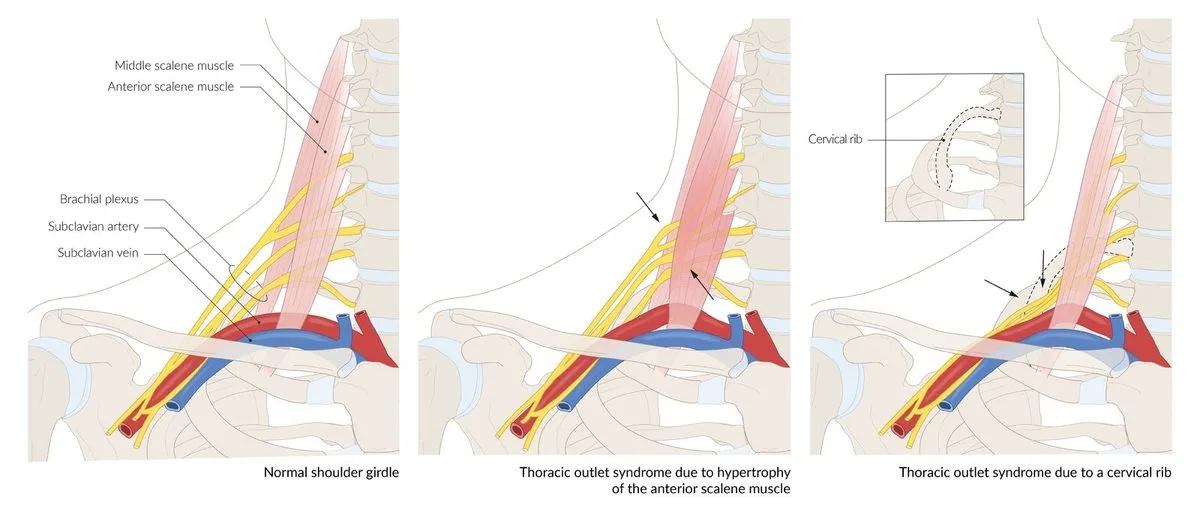 Middle scalene muscle
Anterior scalene muscle
Brachial plexus
Subclavian artery
Subclavian vein
Normal shoulder girdle
Thoracic outlet syndrome due to hypertrophy
of the anterior scalene muscle
Cervical rib
Thoracic outlet syndrome due to a cervical rib